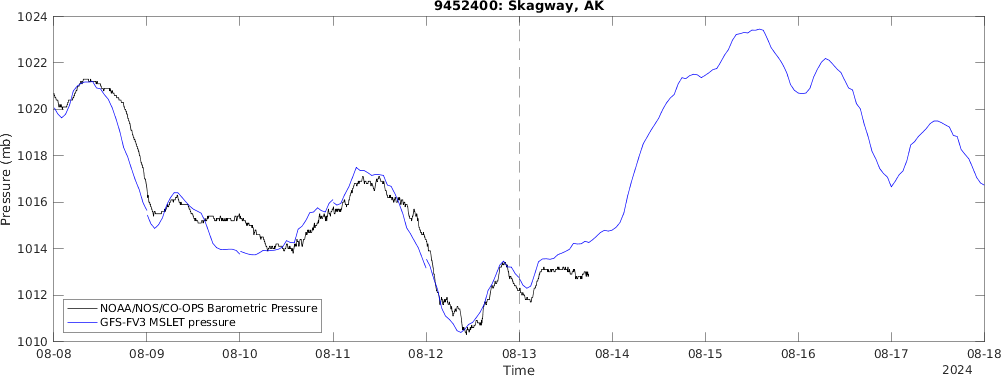 9452400: Skagway, AK
1024
1022
1020
1018
1016
1014
1012
1010
Pressure (mb)
NOAA/NOS/CO-OPS Barometric Pressure
GFS-FV3 MSLET pressure
08-08 08-09 08-10 08-11 08-12 08-13 08-14 08-15 08-16 08-17 08-18
Time
2024